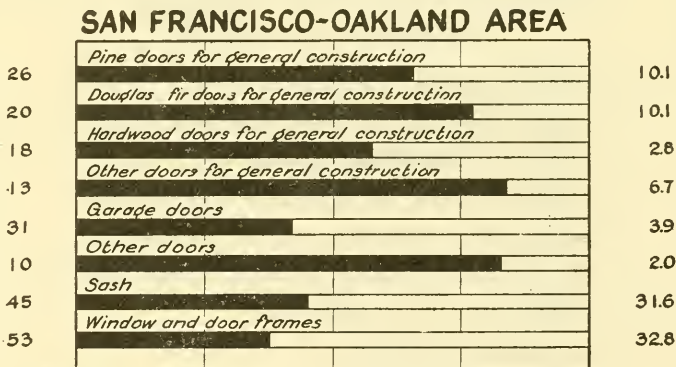 SAN FRANCISCO-OAKLAND AREA
Pine doors for general construction
26 10.1
Douglas fir doors for general construction
20 10.1
Hardwood doors for general construction
18 2.8
Other doors for general construction
13 6.7
Garage doors
31 3.9
Other doors
10 2.0
Sash
45 31.6
Window and door frames
53 32.8